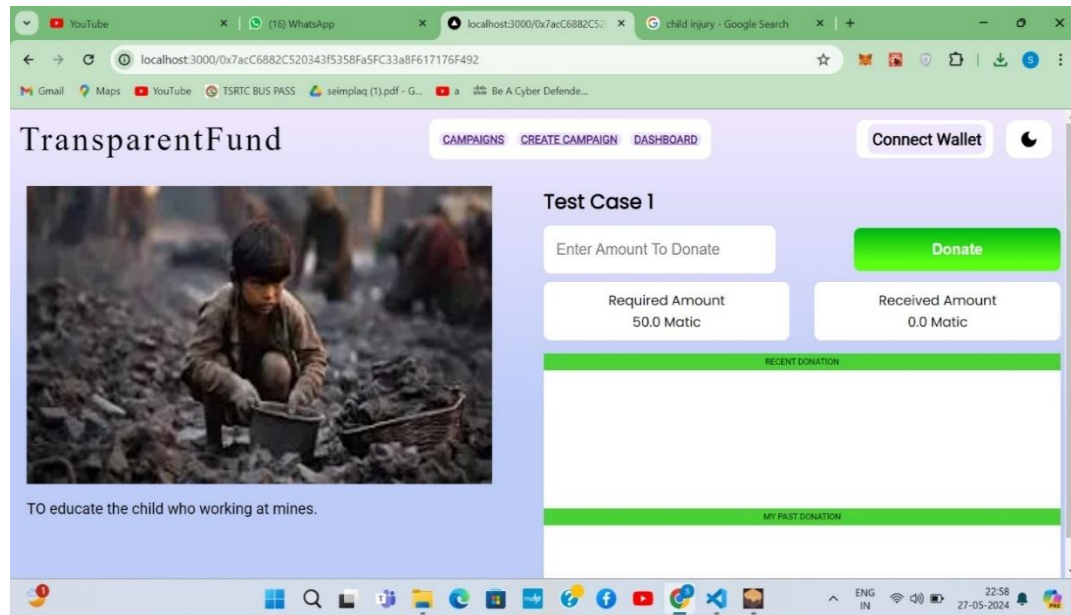 YouTube
(16) WhatsApp
localhost:3000/0x7acC6882C52
child injury - Google Search
localhost:3000/0x7acC6882C520343f5358Fa5FC33a8F617176F492
Gmail
Maps
YouTube
TSRTC BUS PASS
seimplaq (1).pdf - G...
a
Be A Cyber Defende...
TransparentFund
CAMPAIGNS
CREATE CAMPAIGN
DASHBOARD
Connect Wallet
Test Case 1
Enter Amount To Donate
Donate
Required Amount
50.0 Matic
Received Amount
0.0 Matic
RECENT DONATION
TO educate the child who working at mines.
MY PAST DONATION
ENG
IN
22:58
27-05-2024